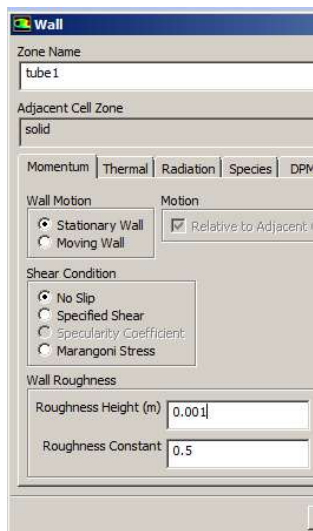 Wall
Zone Name
tube1
Adjacent Cell Zone
solid
Momentum Thermal Radiation Species DPM
Wall Motion Motion
Stationary Wall Relative to Adjacent
Moving Wall
Shear Condition
No Slip
Specified Shear
Specularity Coefficient
Marangoni Stress
Wall Roughness
Roughness Height (m) 0.001
Roughness Constant 0.5